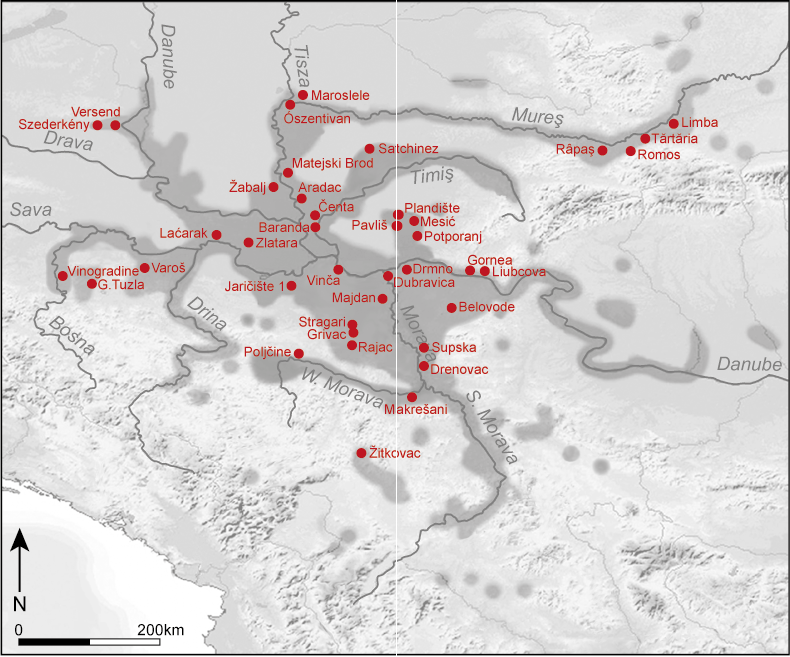 Danube
Tisza
Maroslele
Ószentiván
Versend
Szederkény
Drava
Mureş
Limba
Tărtăria
Râpaş
Romos
Satchinez
Matejski Brod
Timiş
Žabalj
Aradac
Čenta
Plandište
Sava
Baranda
Pavliš
Mesić
Laćarak
Potporanj
Zlatara
Gornea
Varoš
Vinogradine
Drmno
Liubcova
G.Tuzla
Vinča
Dubravica
Jaričište 1
Majdan
Belovode
Drina
Morava
Stragari
Grivac
Bosna
Rajac
Supska
Poljčine
Drenovac
Danube
W. Morava
S. Morava
Makrešani
Žitkovac
N
0 200km